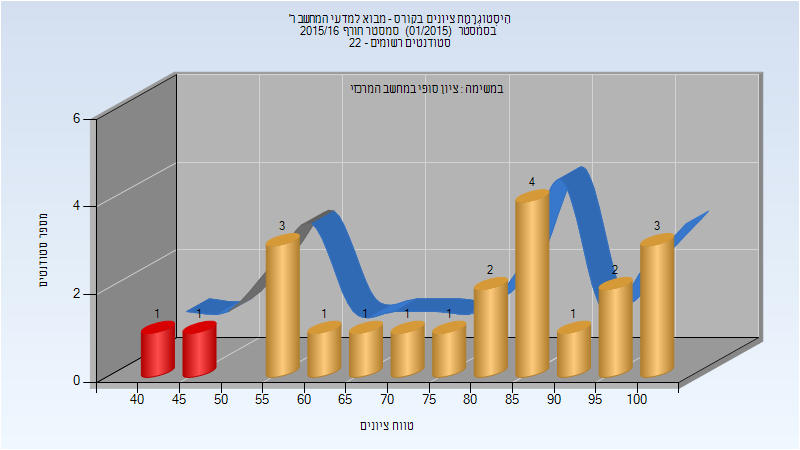 היסטוגרמת ציונים בקורס - מבוא למדעי המחשב ר'
בסמסטר (01/2015) סמסטר חורף 2015/16
סטודנטים רשומים - 22
במשימה : ציון סופי במחשב המרכזי
מספר סטודנטים
6
4
2
0
1
1
3
1
1
1
1
2
4
1
2
3
40 45 50 55 60 65 70 75 80 85 90 95 100
טווח ציונים